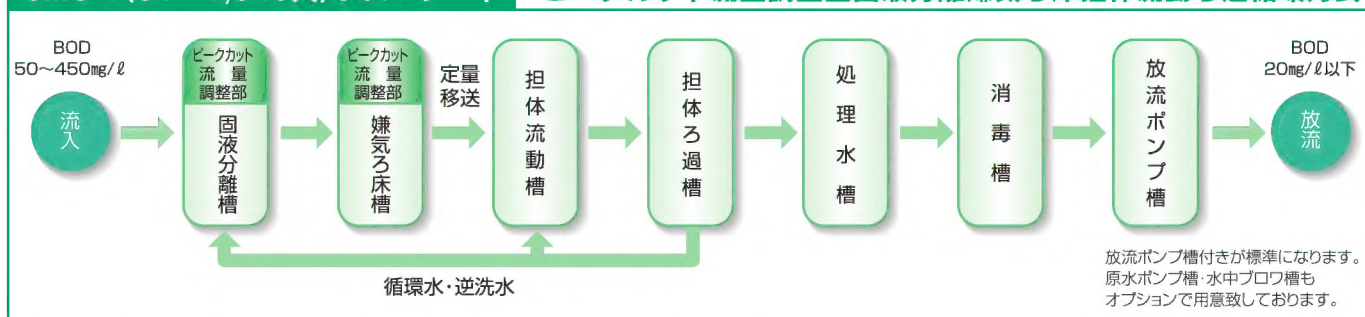 BOD
50～450mg/ℓ
流入
ピークカット
流量
調整部
固液分離槽
ピークカット
流量
調整部
嫌気ろ床槽
定量
移送
担体流動槽
担体ろ過槽
処理水槽
消毒槽
放流ポンプ槽
BOD
20mg/ℓ以下
放流
循環水・逆洗水
放流ポンプ槽付きが標準になります。
原水ポンプ槽・水中ブロワ槽も
オプションで用意致しております。